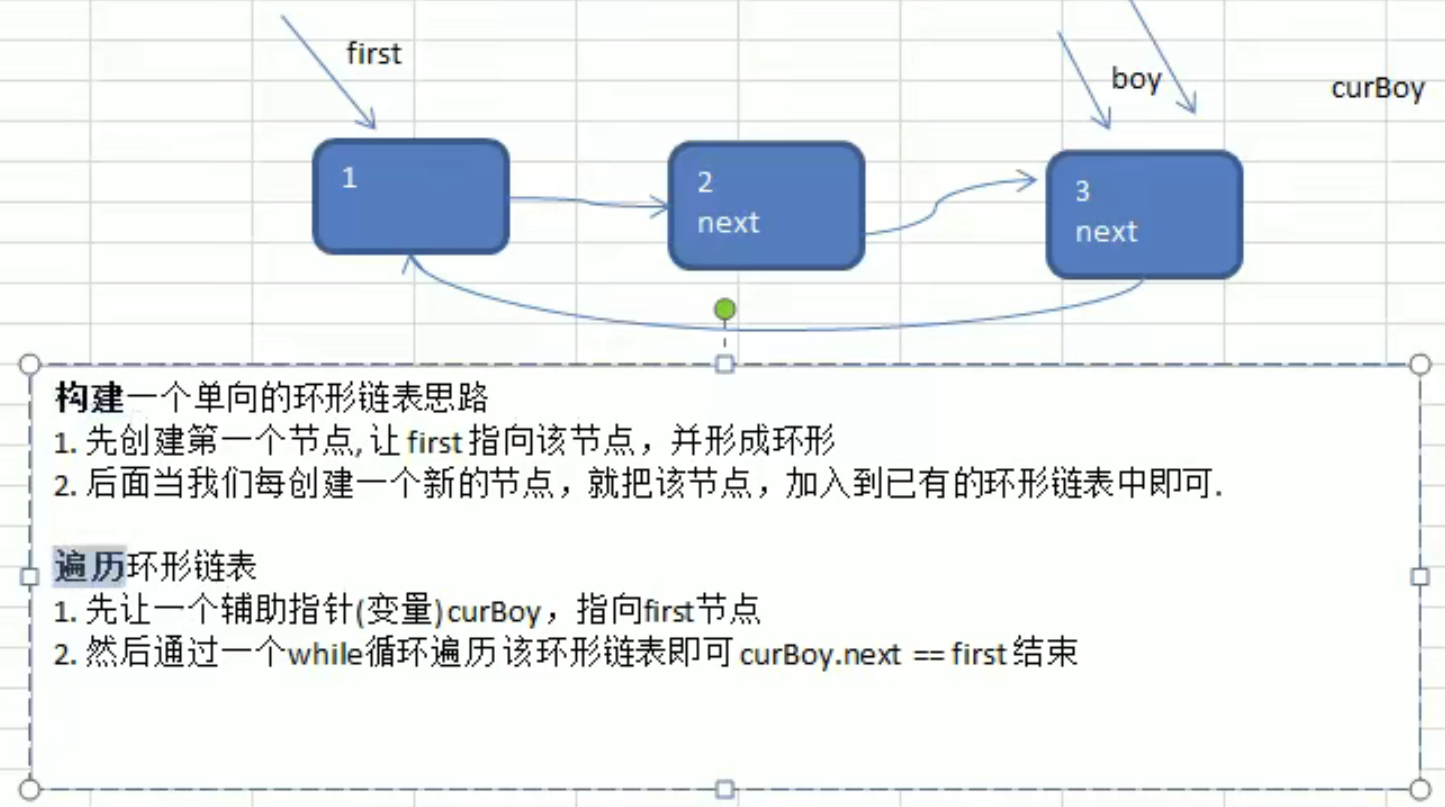 first
boy
curBoy
1
2
next
3
next
构建一个单向的环形链表思路
1. 先创建第一个节点, 让 first 指向该节点，并形成环形
2. 后面当我们每创建一个新的节点，就把该节点，加入到已有的环形链表中即可.
遍历环形链表
1. 先让一个辅助指针(变量) curBoy，指向first节点
2. 然后通过一个while循环遍历该环形链表即可 curBoy.next == first 结束